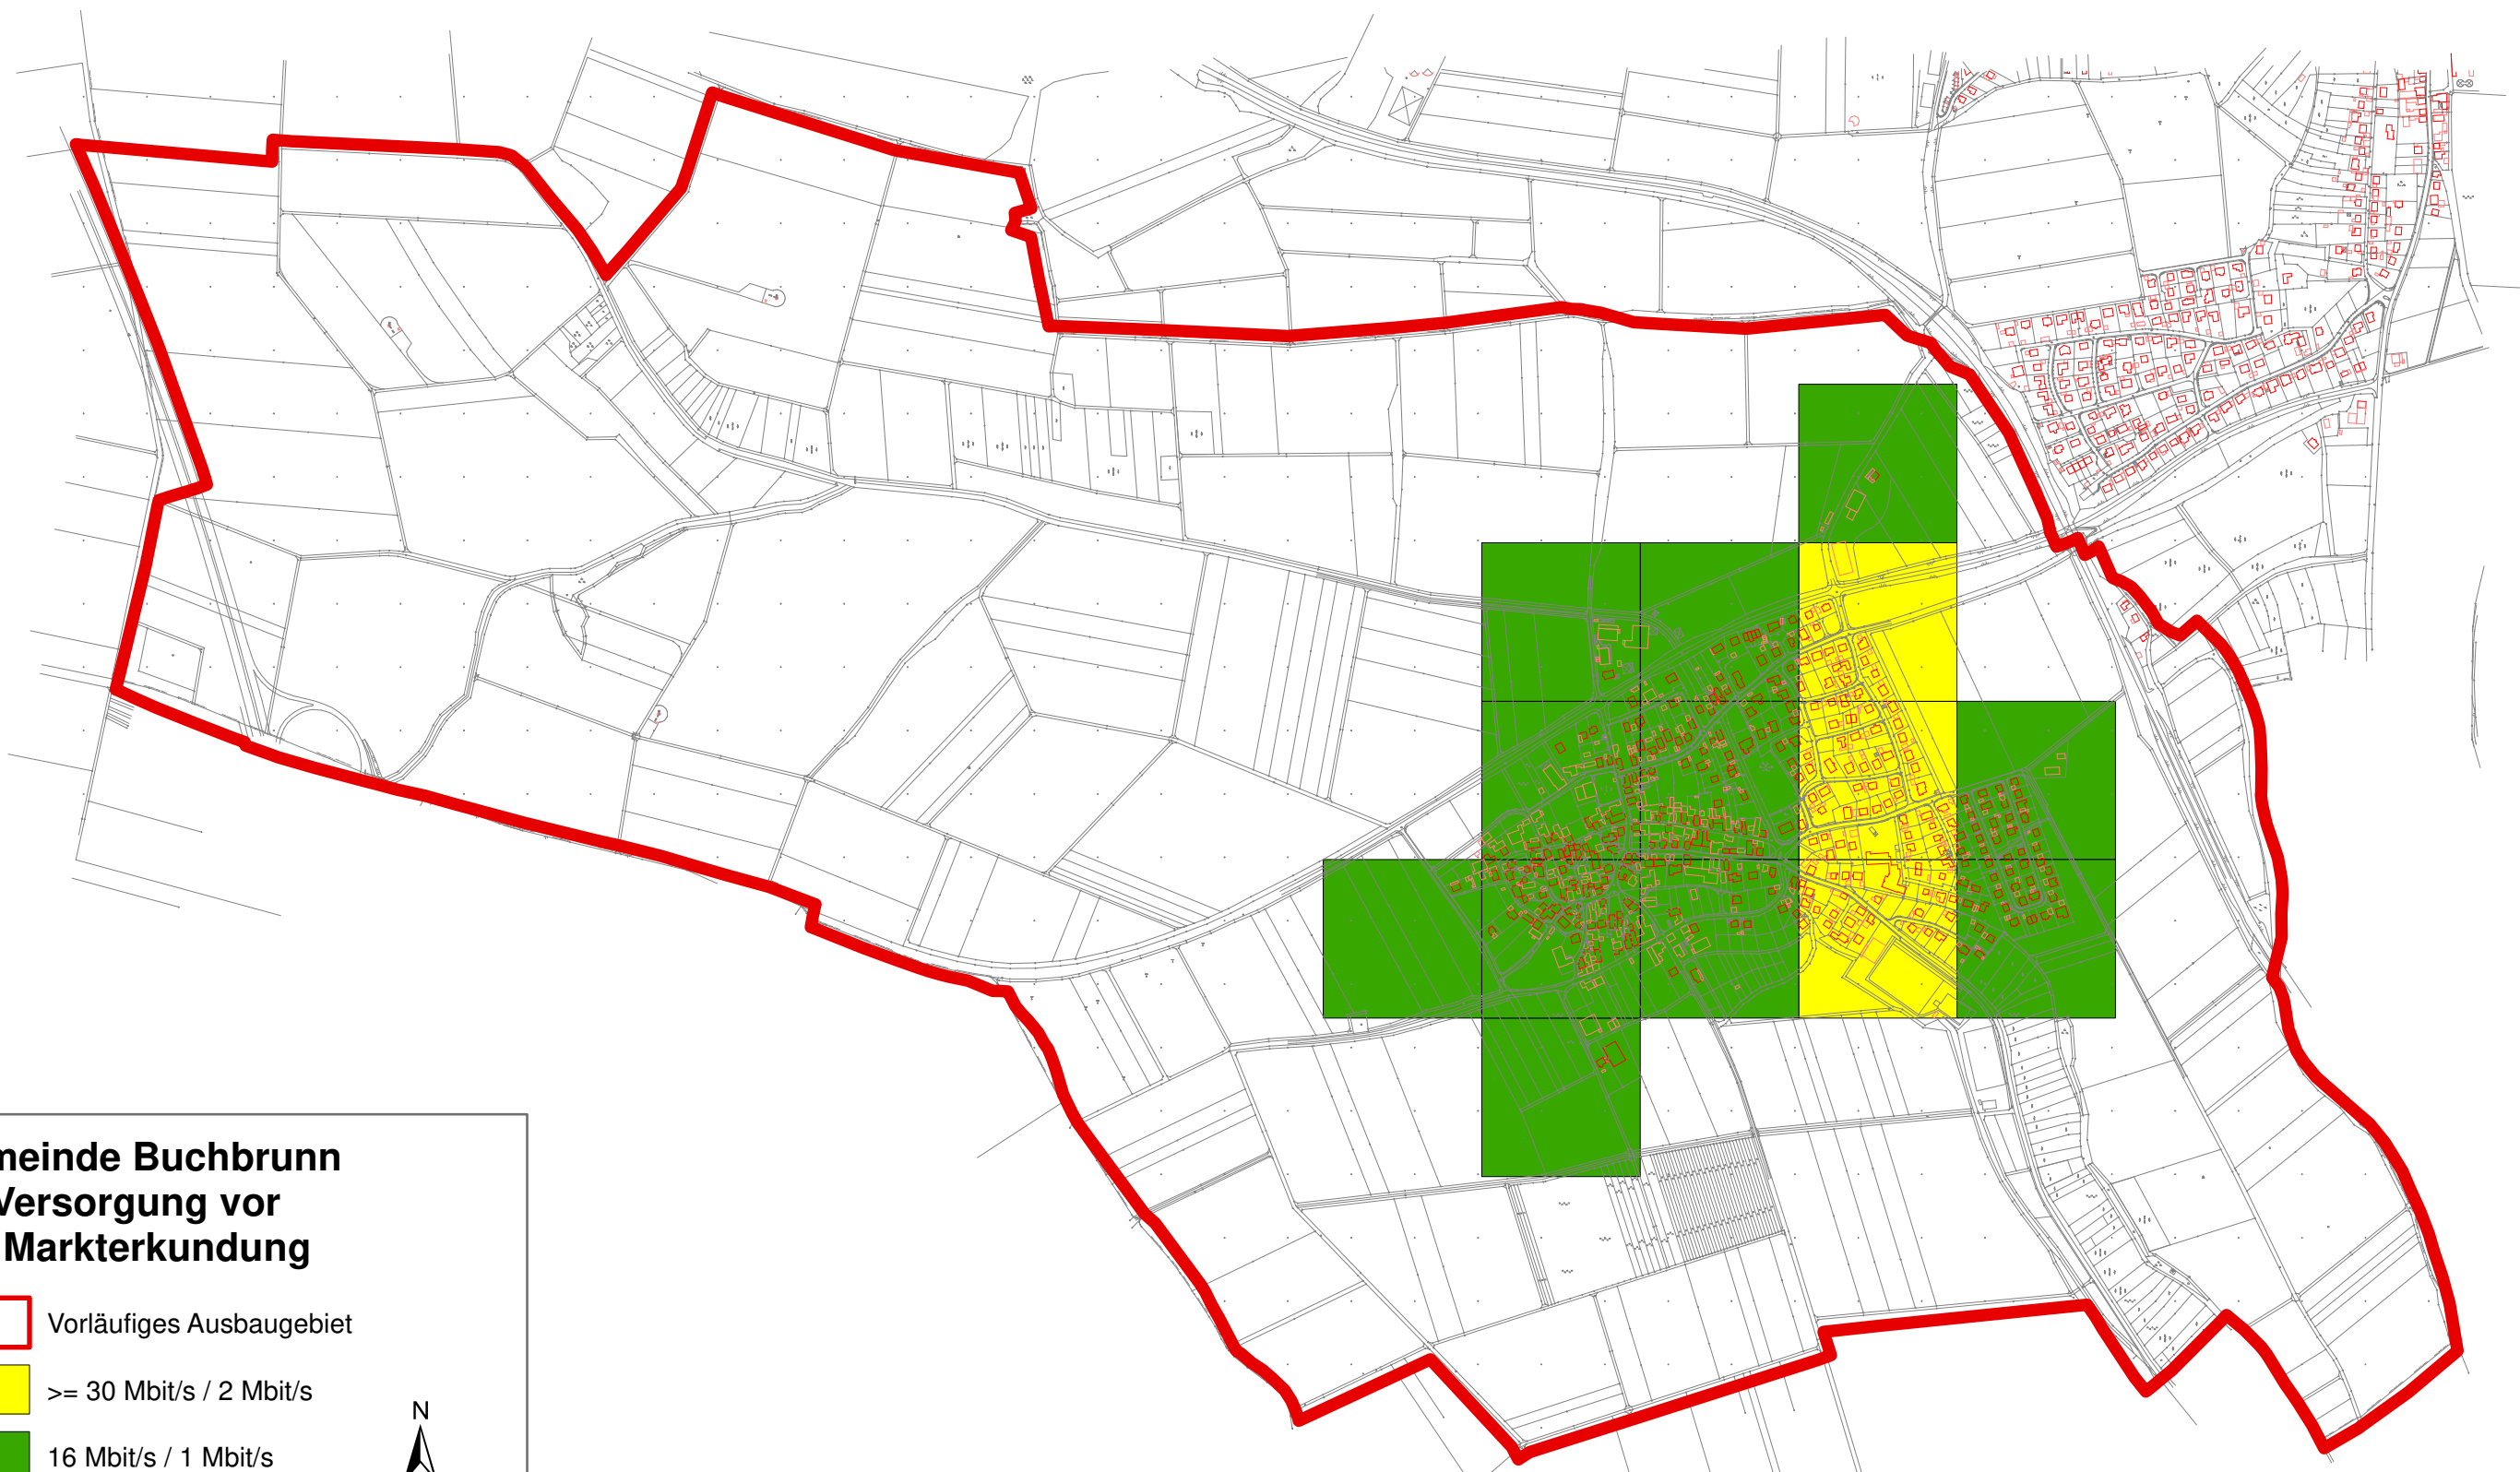 meinde Buchbrunn
Versorgung vor
Markterkundung
Vorläufiges Ausbaugebiet
>= 30 Mbit/s / 2 Mbit/s
N
16 Mbit/s / 1 Mbit/s